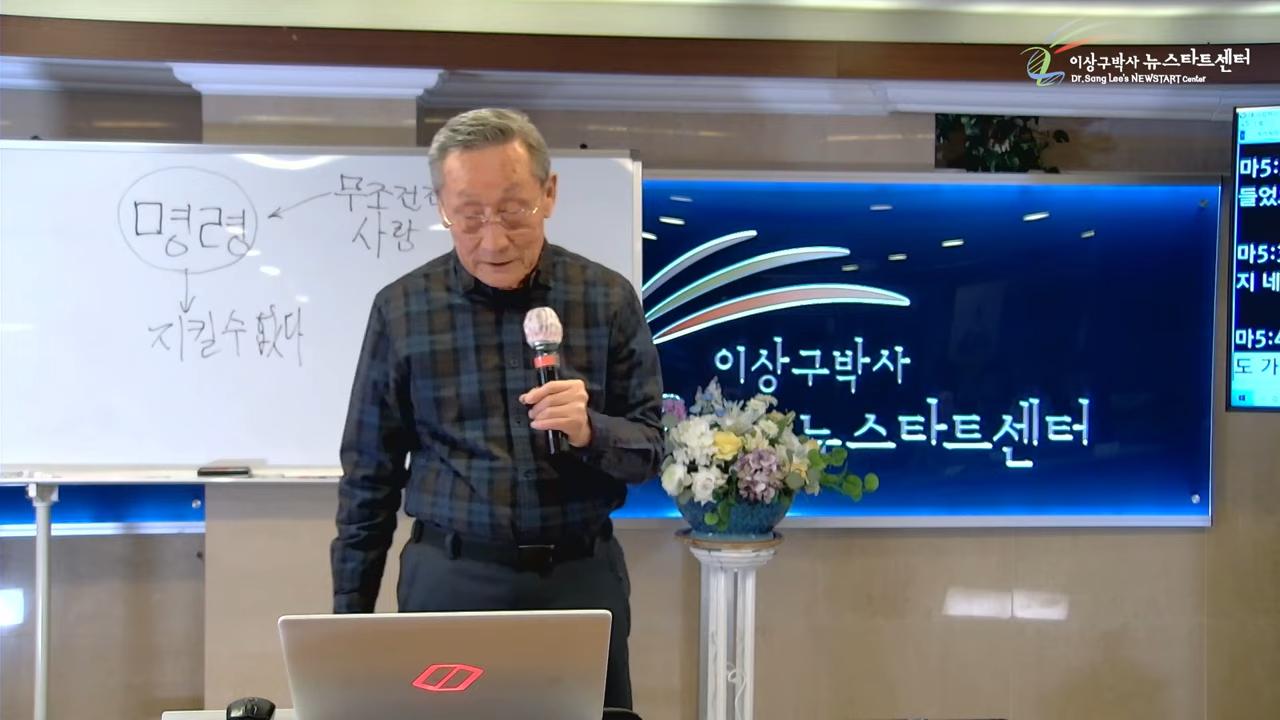 이상구박사 뉴스타트센터
Dr. Sang Lee's NEWSTART Center
명령
무조건적
사람
지킬수 없다
이상구박사
뉴스타트센터
마5:
들었
마5:
지 네
마5:4
도 가